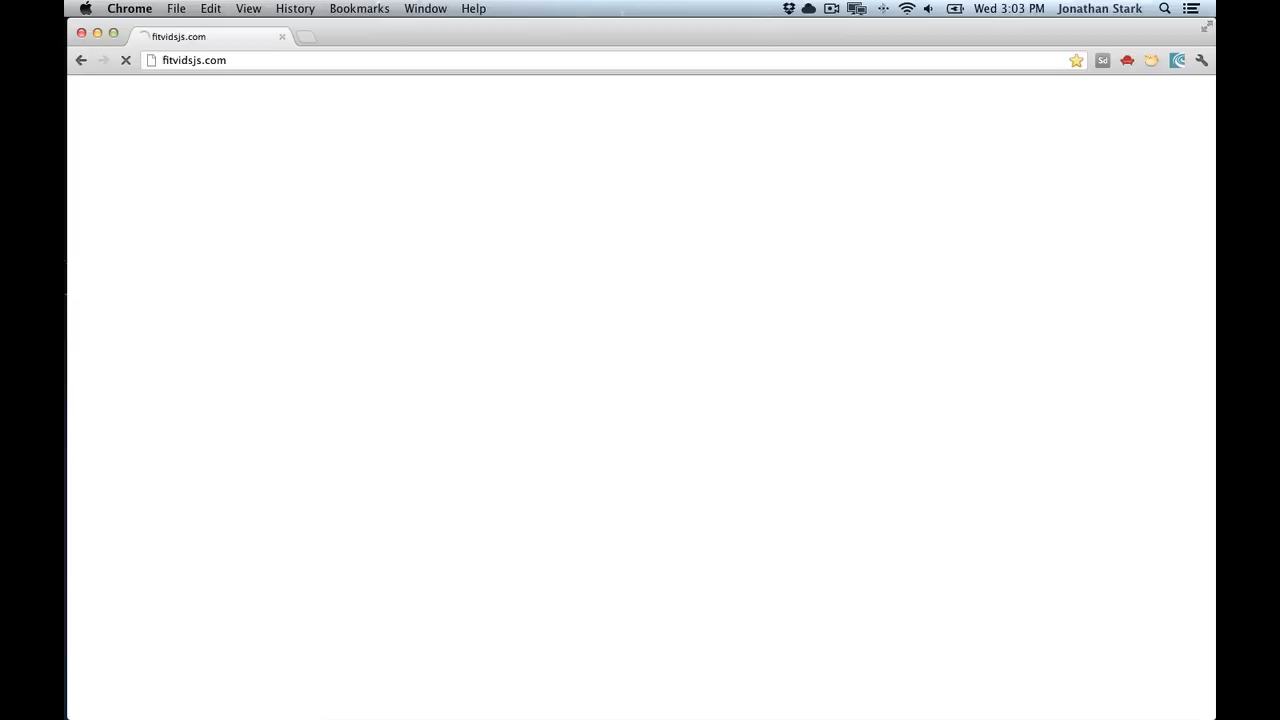 Chrome File Edit View History Bookmarks Window Help Wed 3:03 PM Jonathan Stark
fitvidsjs.com
fitvidsjs.com Sd